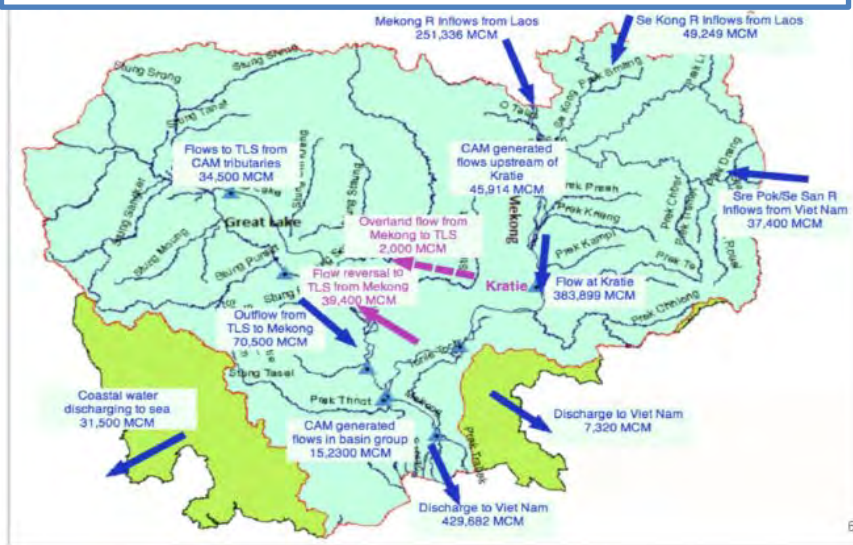 Mekong R Inflows from Laos
251,336 MCM
Se Kong R Inflows from Laos
49,249 MCM
Stung Sreng
Stung Srong
Stung Tanat
Prek Smang
Se Kong
O Talas
Flows to TLS from
CAM tributaries
34,500 MCM
CAM generated
flows upstream of
Kratie
45,914 MCM
Sre Pok/Se San R
Inflows from Viet Nam
37,400 MCM
Stung Sangker
Great Lake
Overland flow from
Mekong to TLS
2,000 MCM
Mekong
Prek Preah
Prek Krieng
Prek Kampi
Prek Te
Prek Chhlong
Stung Moung
Stung Pursat
Flow reversal to
TLS from Mekong
39,400 MCM
Kratie
Flow at Kratie
383,899 MCM
Outflow from
TLS to Mekong
70,500 MCM
Stung Tasal
Prek Thnot
Coastal water
discharging to sea
31,500 MCM
CAM generated
flows in basin group
15,2300 MCM
Discharge to Viet Nam
7,320 MCM
Discharge to Viet Nam
429,682 MCM
6